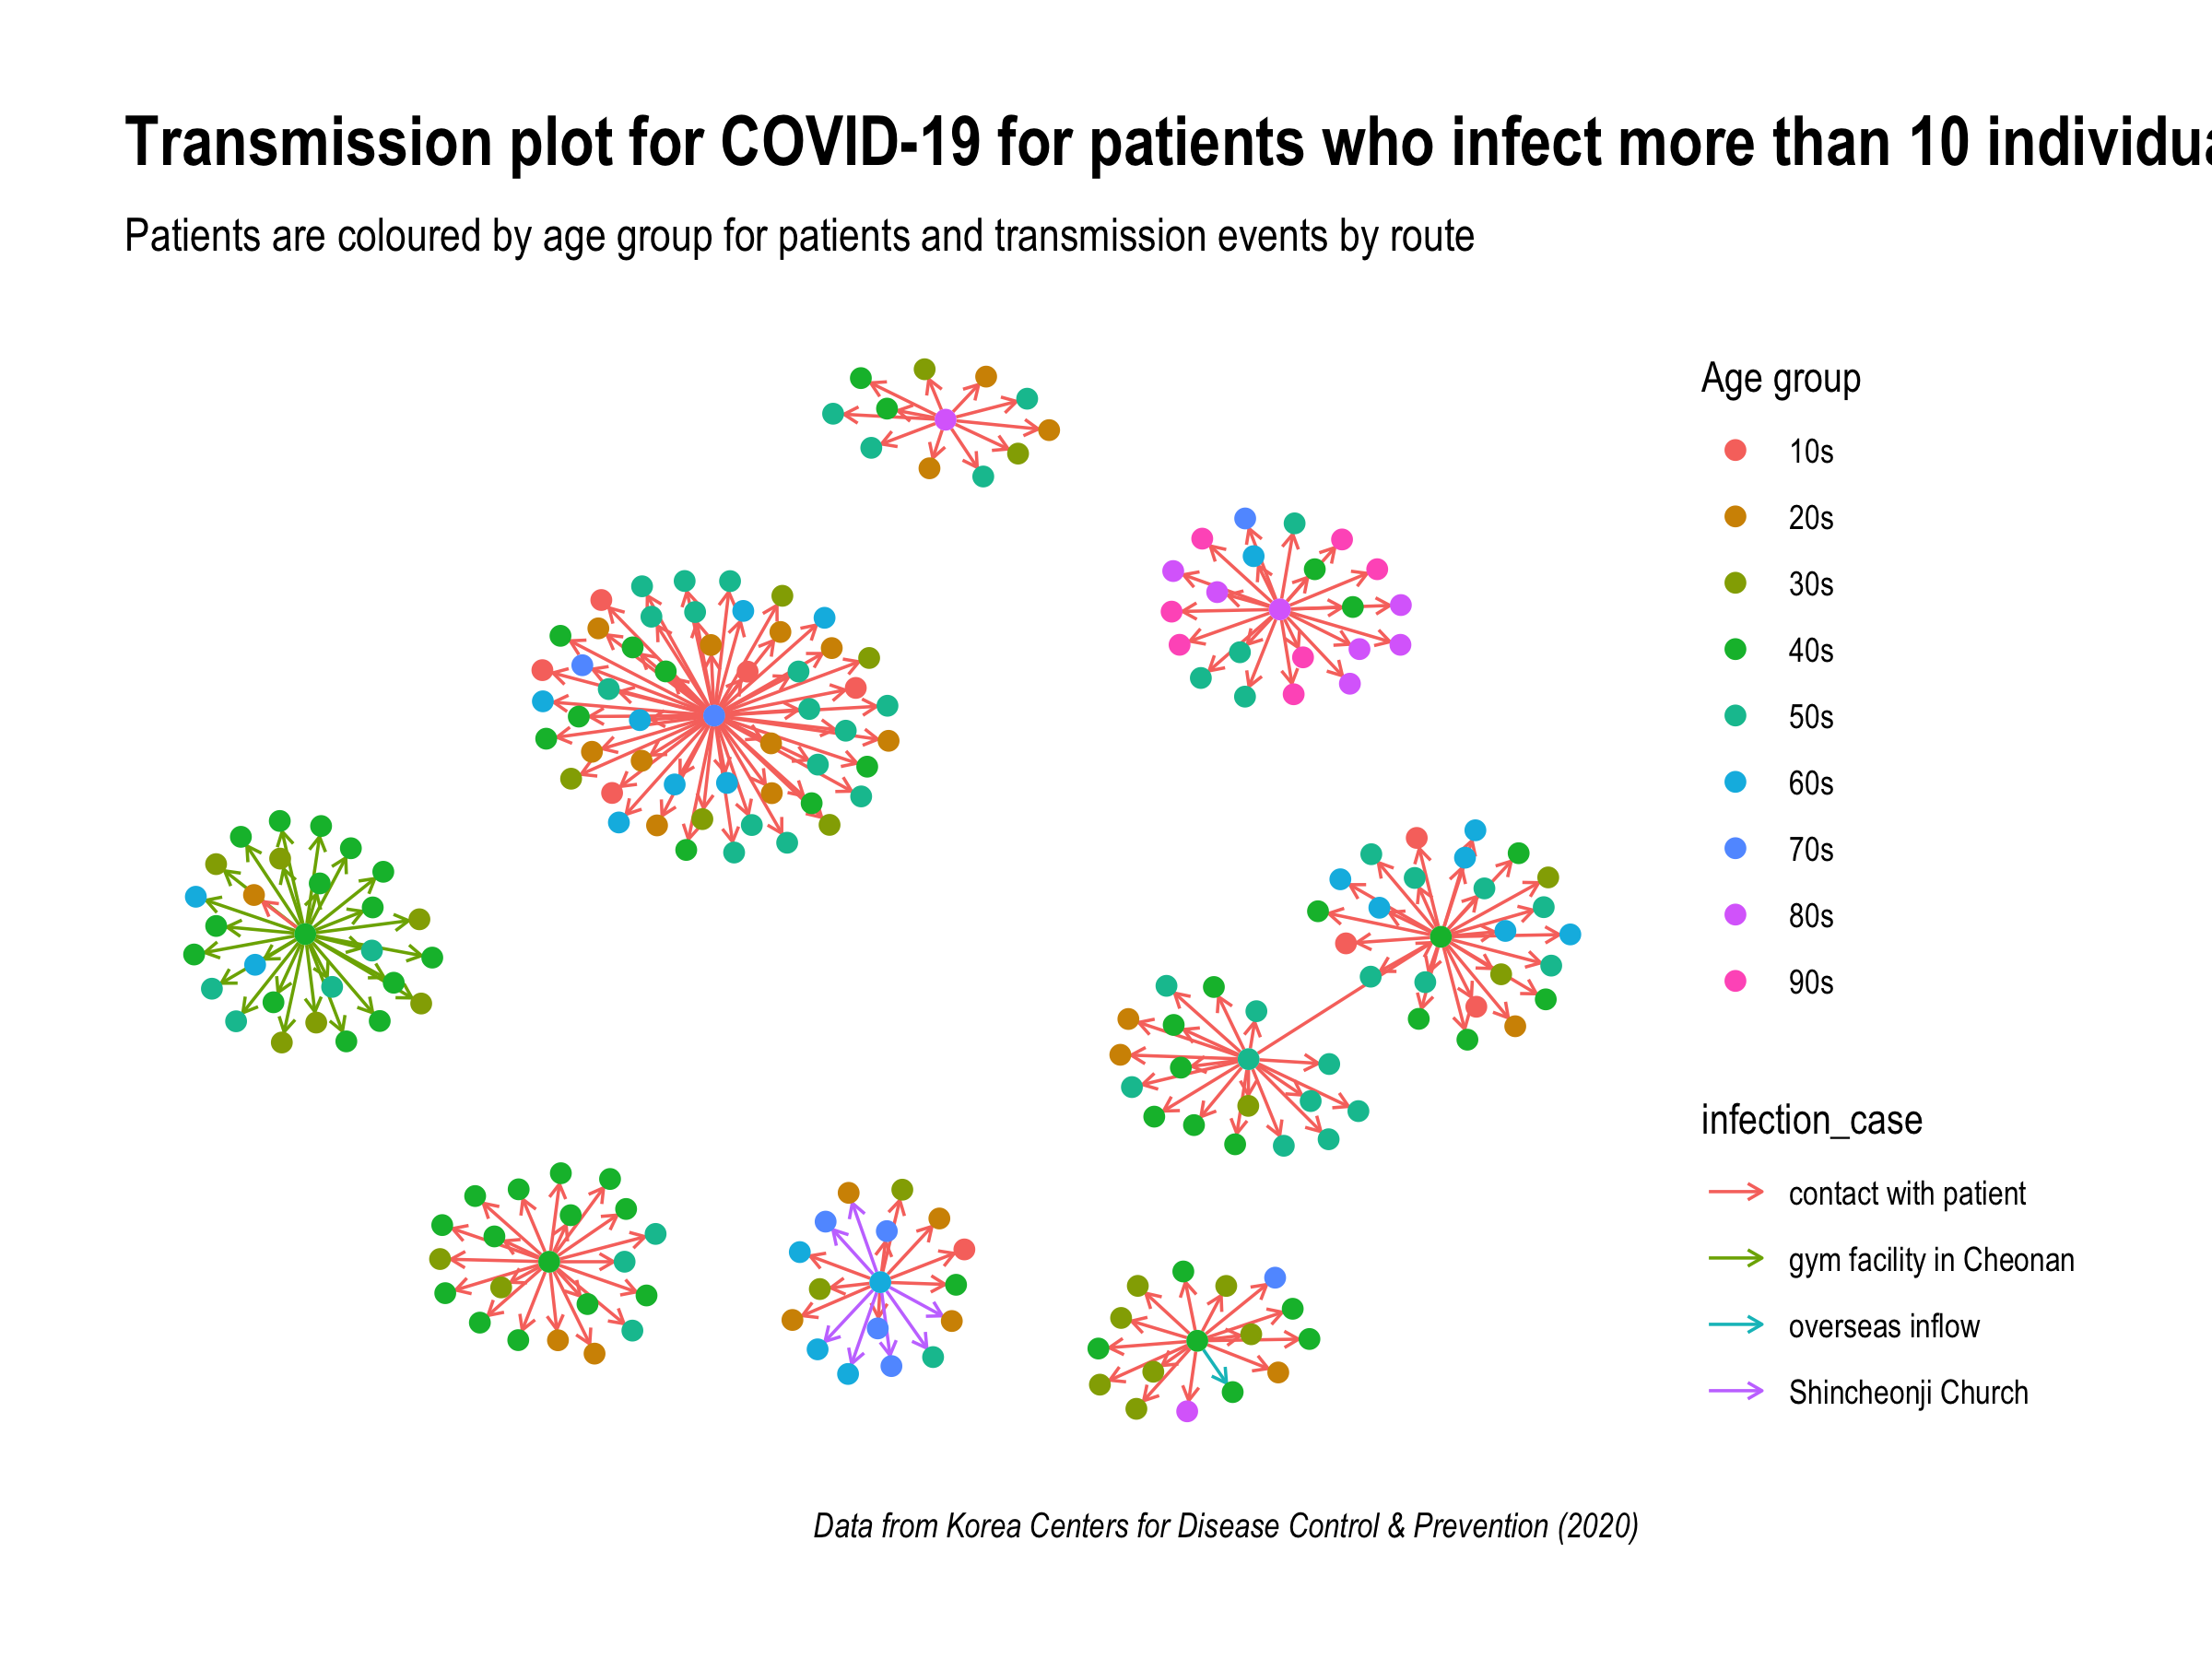 Transmission plot for COVID-19 for patients who infect more than 10 individua
Patients are coloured by age group for patients and transmission events by route
Age group
10s
20s
30s
40s
50s
60s
70s
80s
90s
infection_case
contact with patient
gym facility in Cheonan
overseas inflow
Shincheonji Church
Data from Korea Centers for Disease Control & Prevention (2020)